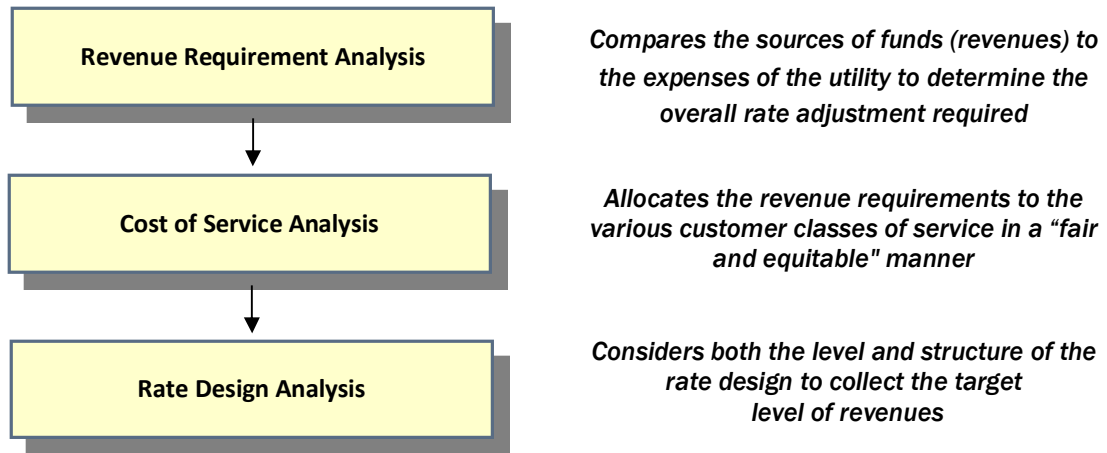 Revenue Requirement Analysis
Compares the sources of funds (revenues) to
the expenses of the utility to determine the
overall rate adjustment required
Cost of Service Analysis
Allocates the revenue requirements to the
various customer classes of service in a “fair
and equitable" manner
Rate Design Analysis
Considers both the level and structure of the
rate design to collect the target
level of revenues